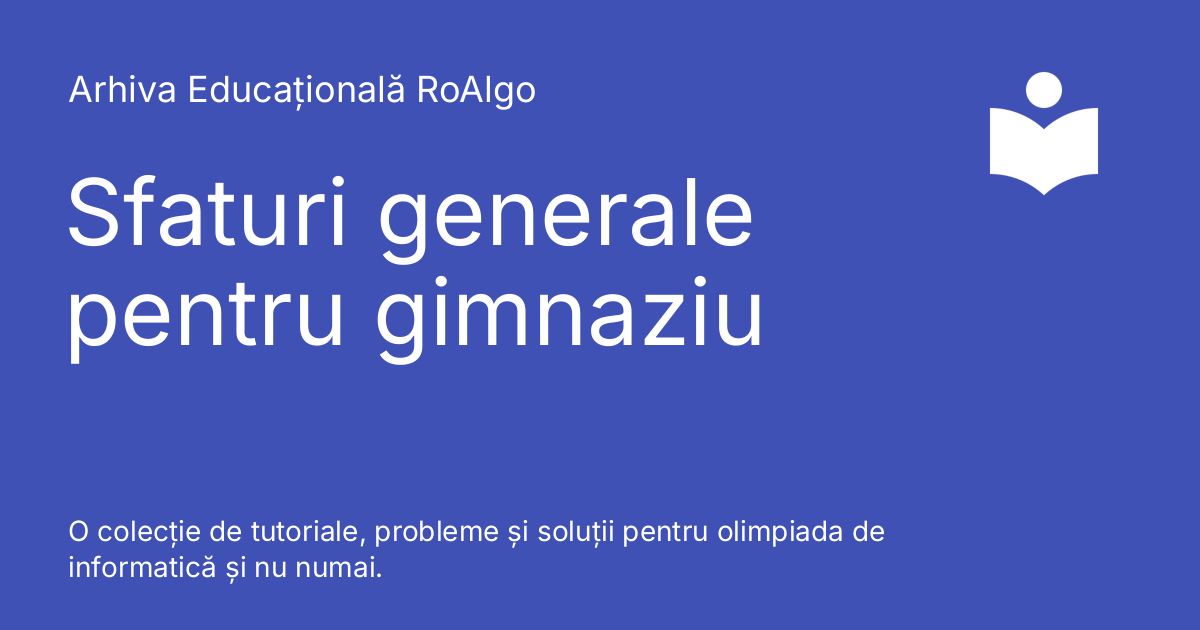 Arhiva Educațională RoAlgo
Sfaturi generale
pentru gimnaziu
O colecție de tutoriale, probleme și soluții pentru olimpiada de
informatică și nu numai.